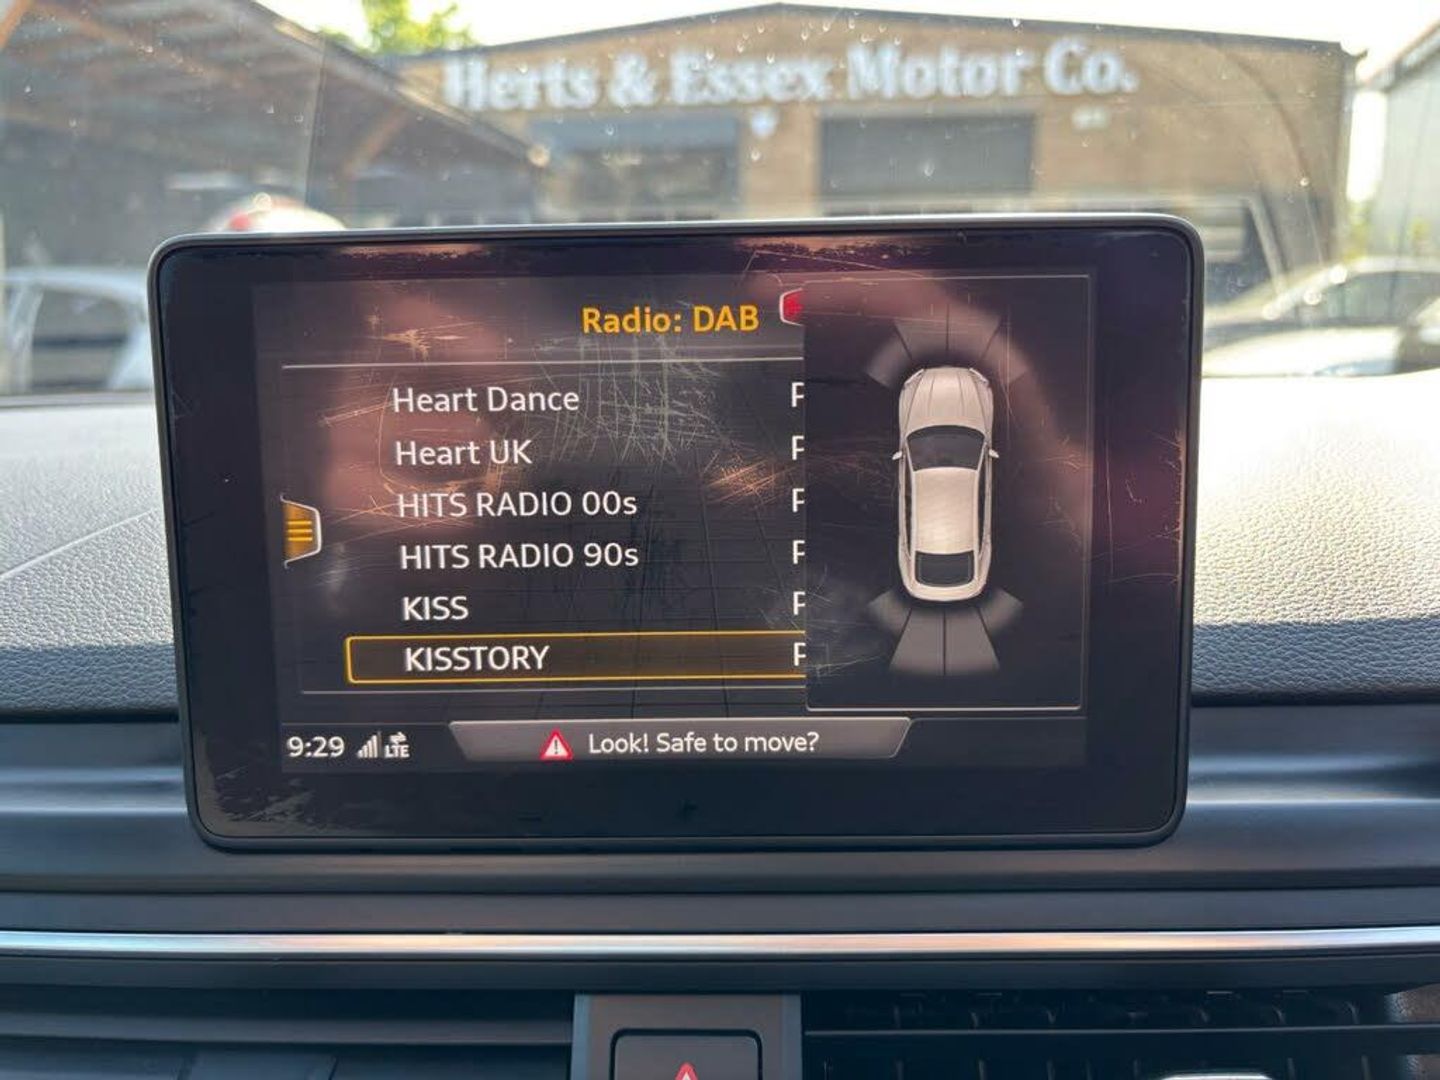 Herts & Essex Motor Co.
Radio: DAB
Heart Dance
Heart UK
HITS RADIO 00s
HITS RADIO 90s
KISS
KISSTORY
9:29 LTE
Look! Safe to move?